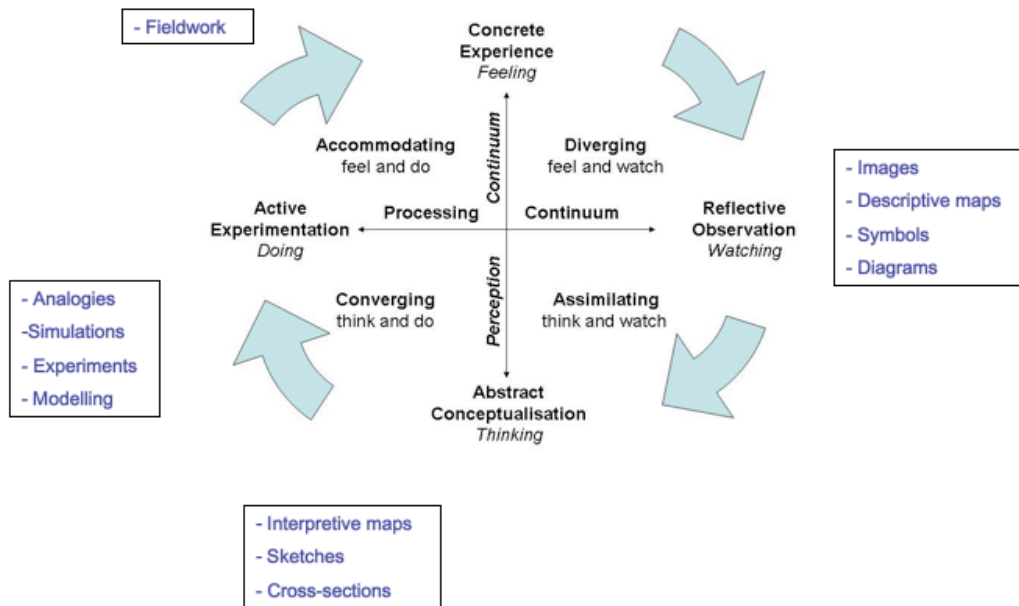 - Fieldwork
Concrete
Experience
Feeling
Continuum
Accommodating
feel and do
Diverging
feel and watch
- Images
- Descriptive maps
- Symbols
- Diagrams
Active
Experimentation
Doing
Processing
Continuum
Reflective
Observation
Watching
- Analogies
-Simulations
- Experiments
- Modelling
Converging
think and do
Perception
Assimilating
think and watch
Abstract
Conceptualisation
Thinking
- Interpretive maps
- Sketches
- Cross-sections